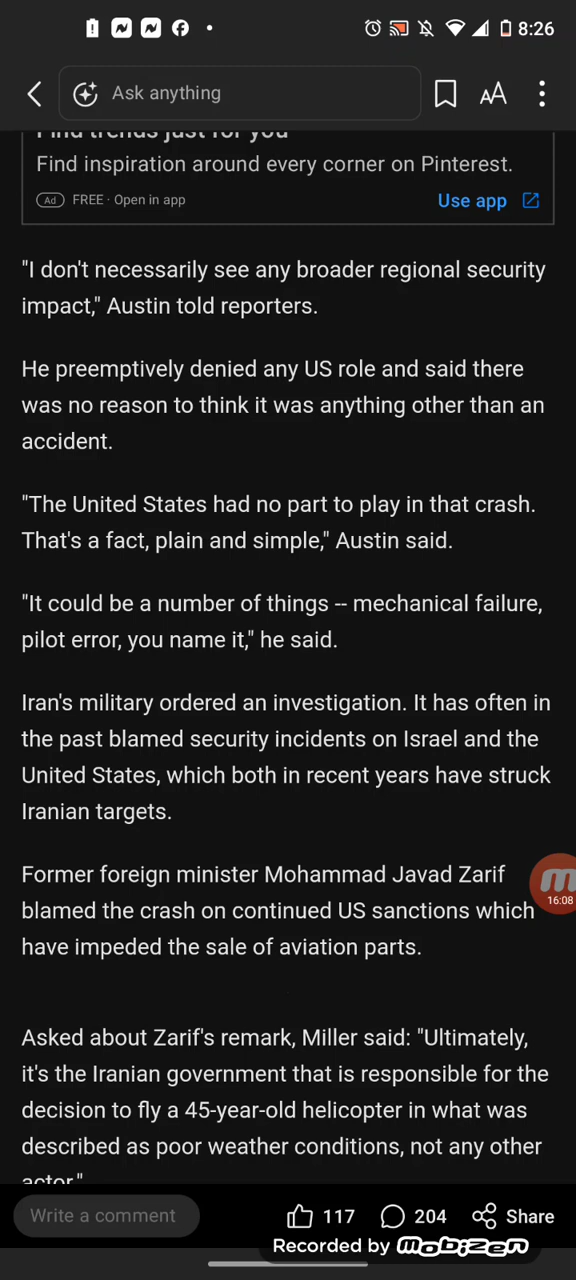 8:26
Ask anything
AA
Find trends just for you
Find inspiration around every corner on Pinterest.
Ad FREE · Open in app Use app
"I don't necessarily see any broader regional security
impact," Austin told reporters.
He preemptively denied any US role and said there
was no reason to think it was anything other than an
accident.
"The United States had no part to play in that crash.
That's a fact, plain and simple," Austin said.
"It could be a number of things -- mechanical failure,
pilot error, you name it," he said.
Iran's military ordered an investigation. It has often in
the past blamed security incidents on Israel and the
United States, which both in recent years have struck
Iranian targets.
Former foreign minister Mohammad Javad Zarif
blamed the crash on continued US sanctions which
have impeded the sale of aviation parts.
m
16:08
Asked about Zarif's remark, Miller said: "Ultimately,
it's the Iranian government that is responsible for the
decision to fly a 45-year-old helicopter in what was
described as poor weather conditions, not any other
actor."
Write a comment 117 204 Share
Recorded by mobizen